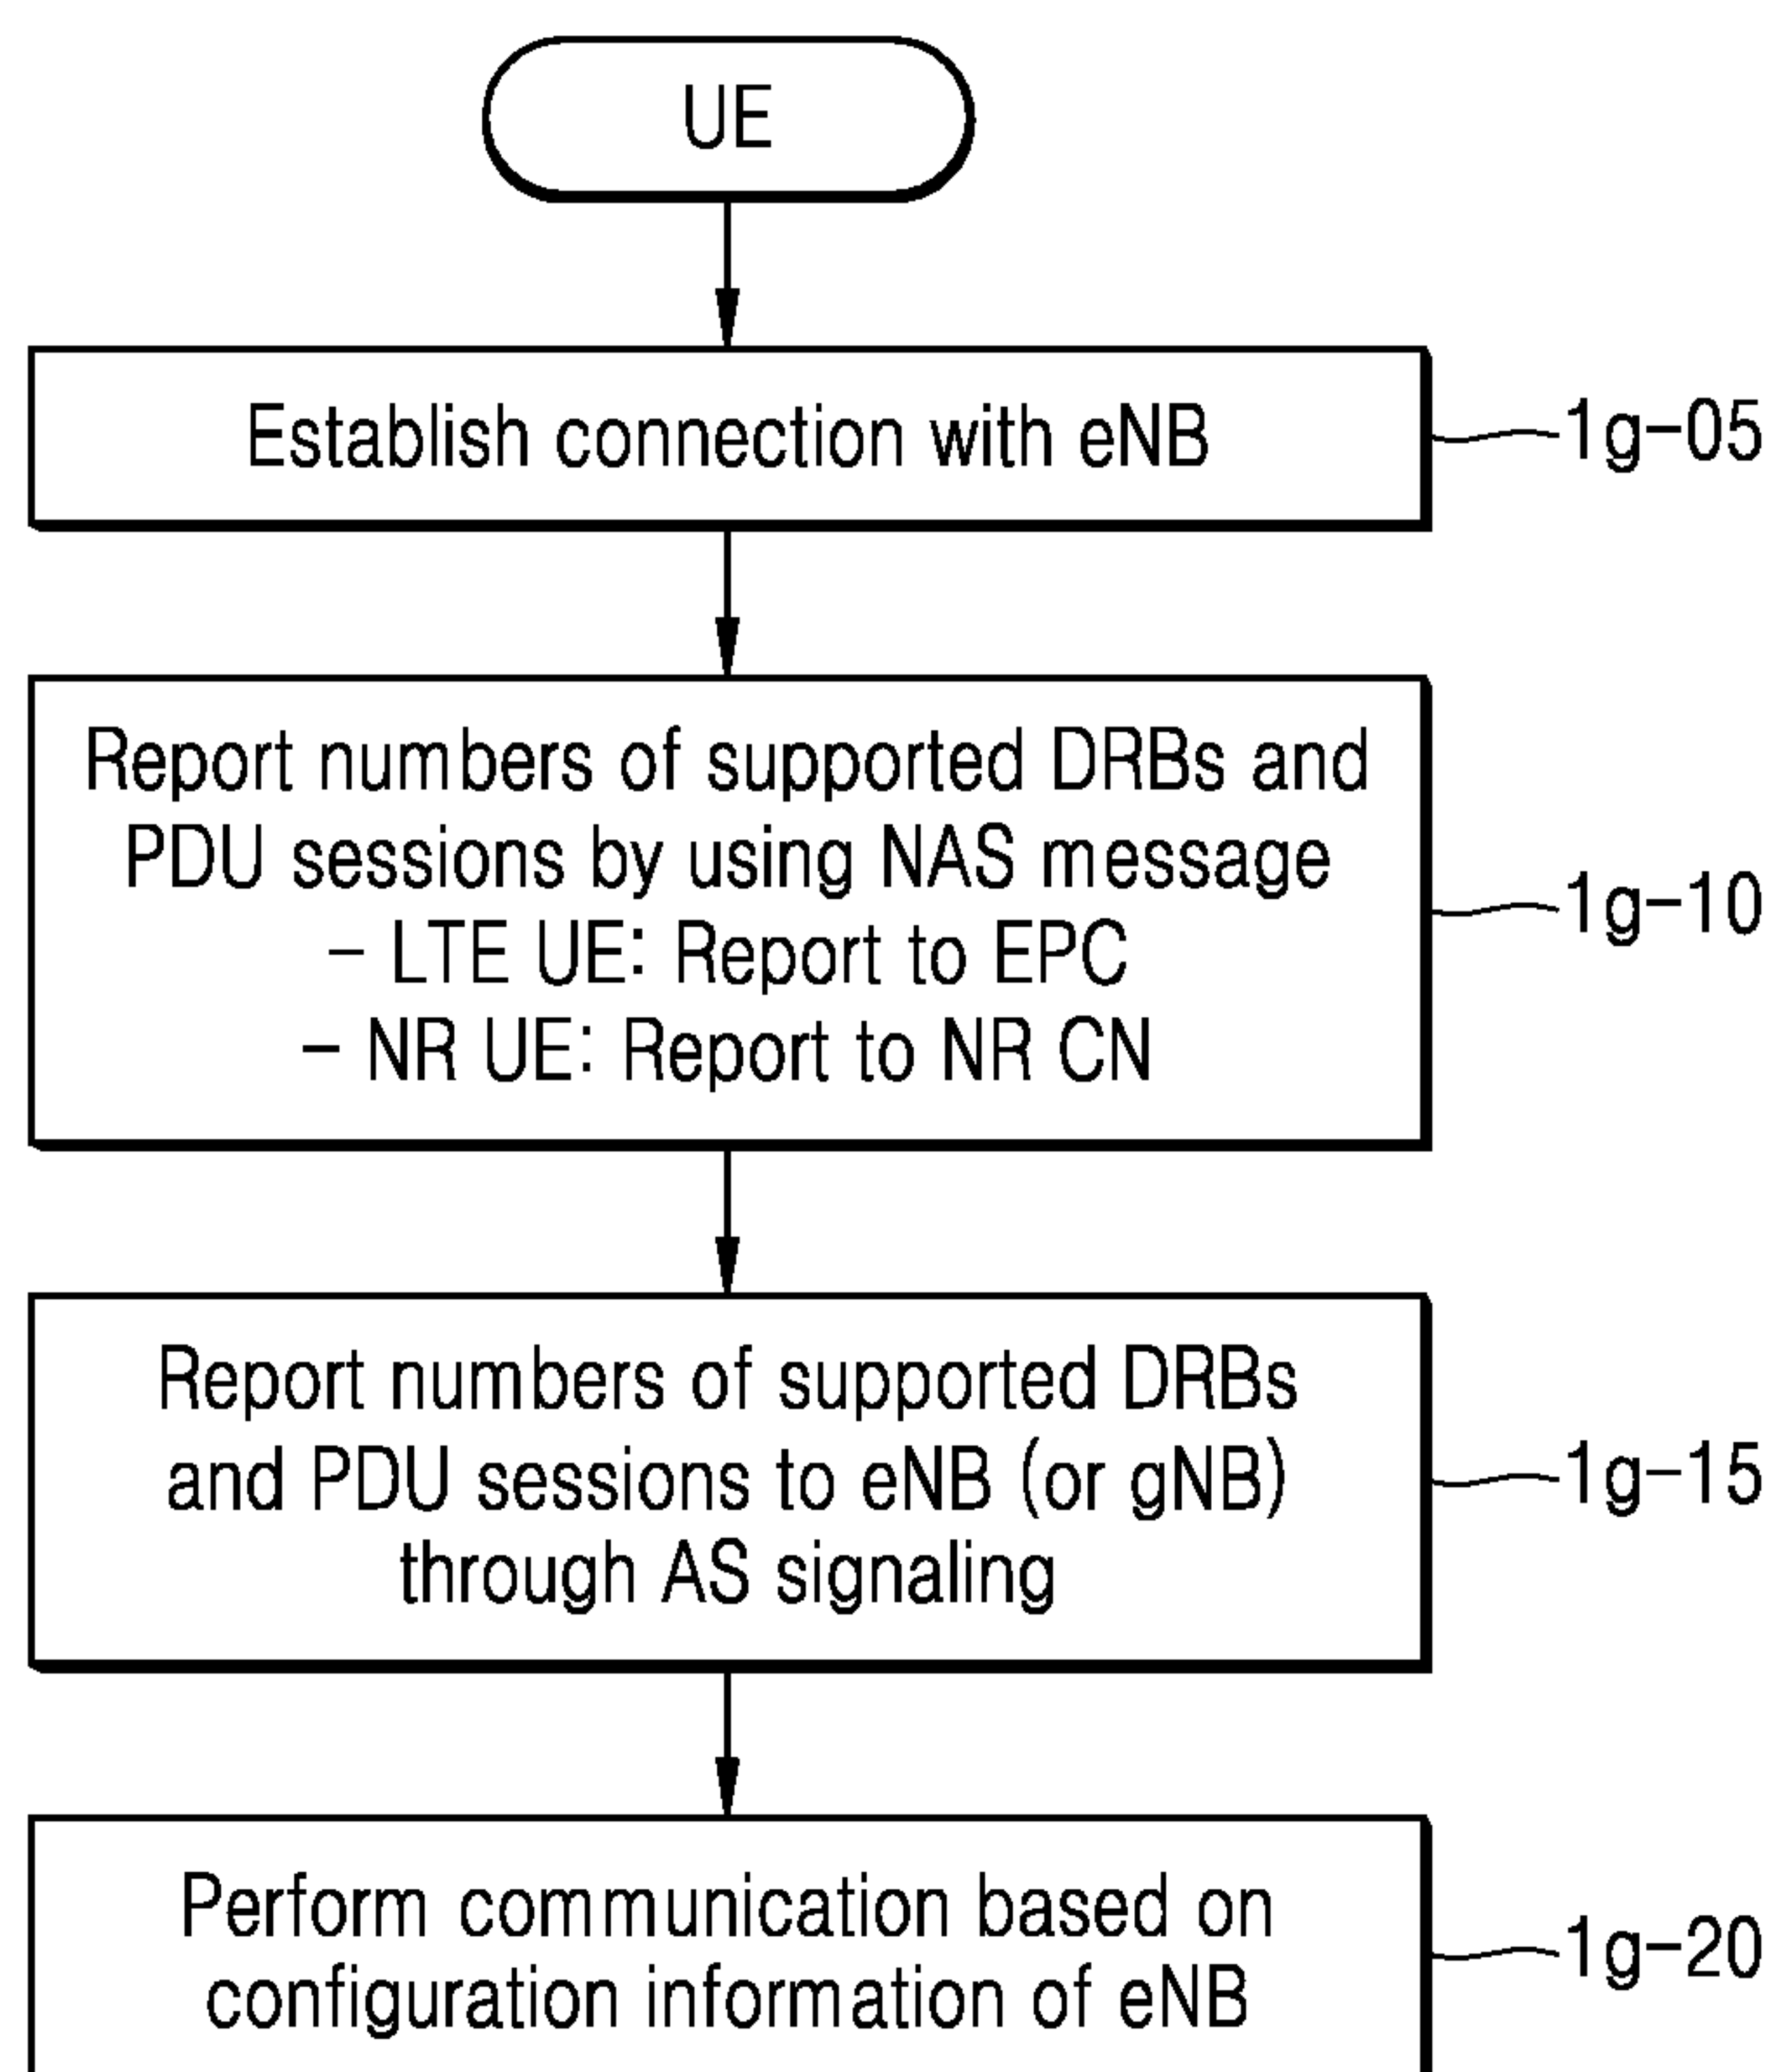 UE
Establish connection with eNB
1g-05
Report numbers of supported DRBs and
PDU sessions by using NAS message
- LTE UE: Report to EPC
- NR UE: Report to NR CN
1g-10
Report numbers of supported DRBs
and PDU sessions to eNB (or gNB)
through AS signaling
1g-15
Perform communication based on
configuration information of eNB
1g-20